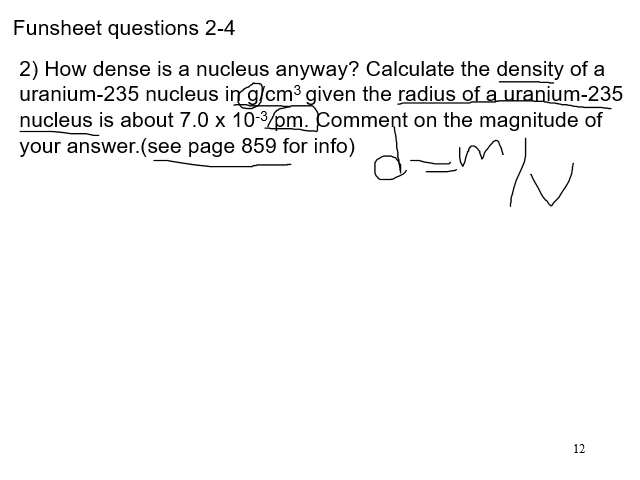 Funsheet questions 2-4
2) How dense is a nucleus anyway? Calculate the density of a
uranium-235 nucleus in g/cm³ given the radius of a uranium-235
nucleus is about 7.0 x 10⁻³ pm. Comment on the magnitude of
your answer.(see page 859 for info)
d = m/V
12